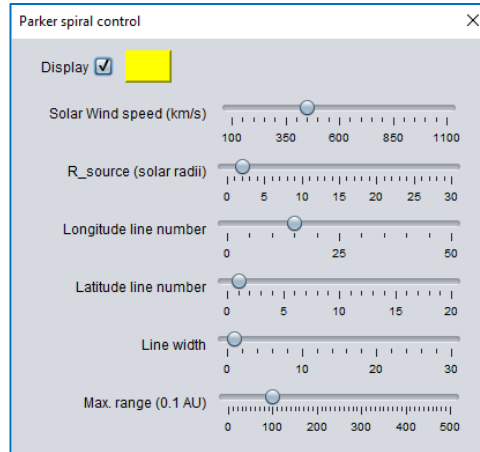 Parker spiral control
Display
Solar Wind speed (km/s)
100 350 600 850 1100
R_source (solar radii)
0 5 10 15 20 25 30
Longitude line number
0 25 50
Latitude line number
0 5 10 15 20
Line width
0 10 20 30
Max. range (0.1 AU)
0 100 200 300 400 500